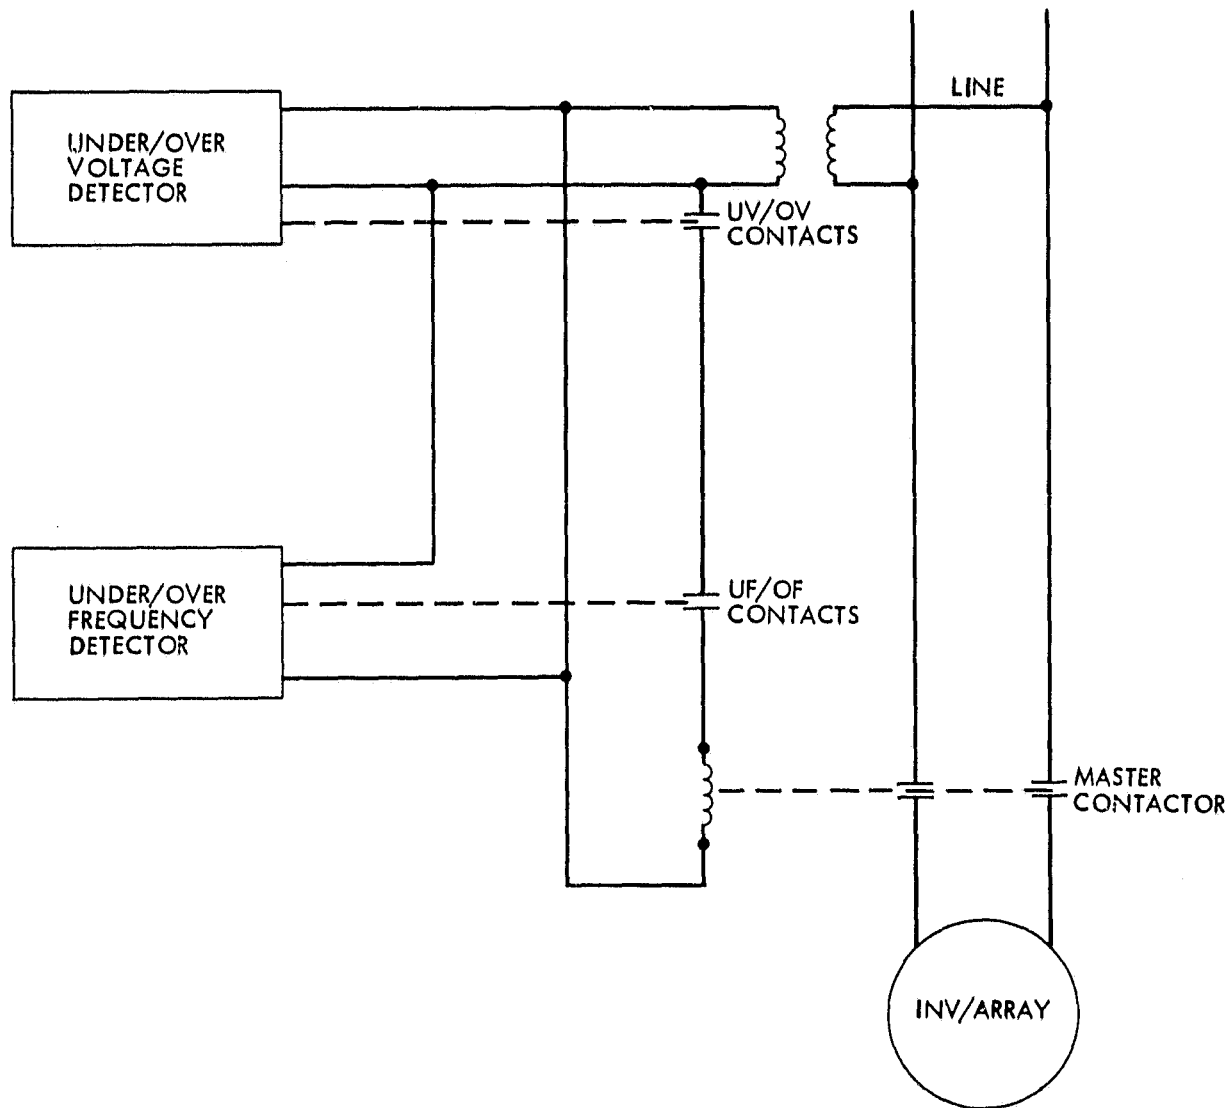 LINE
UNDER/OVER
VOLTAGE
DETECTOR
UV/OV
CONTACTS
UNDER/OVER
FREQUENCY
DETECTOR
UF/OF
CONTACTS
MASTER
CONTACTOR
INV/ARRAY